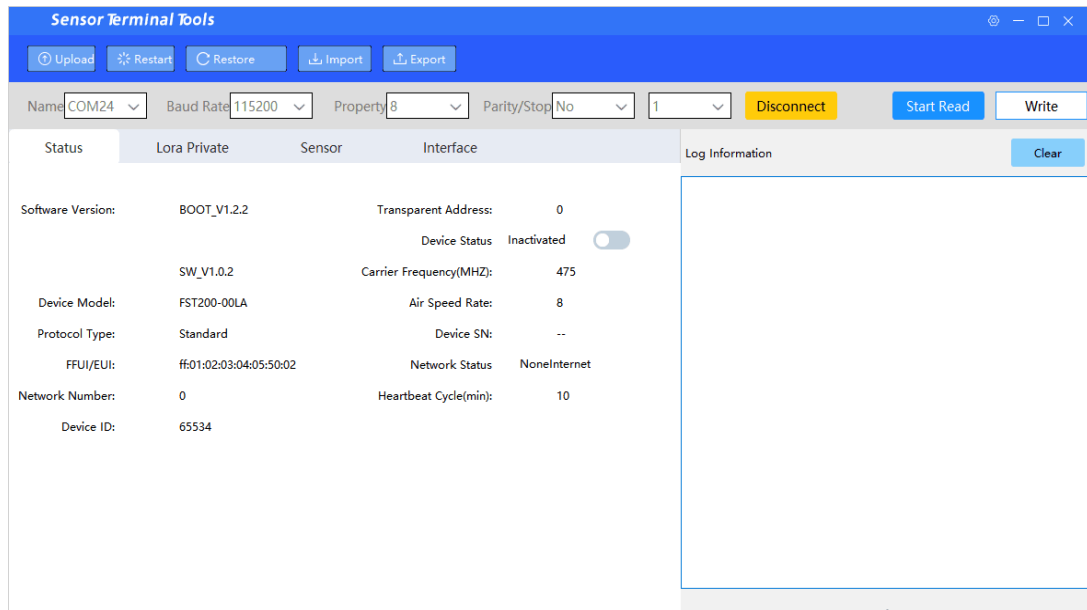 Sensor Terminal Tools
Upload Restart Restore Import Export
Name COM24 Baud Rate 115200 Property 8 Parity/Stop No 1 Disconnect Start Read Write
Status Lora Private Sensor Interface
Log Information Clear
Software Version: BOOT_V1.2.2 Transparent Address: 0
Device Status Inactivated
SW_V1.0.2 Carrier Frequency(MHZ): 475
Device Model: FST200-00LA Air Speed Rate: 8
Protocol Type: Standard Device SN: --
FFUI/EUI: ff:01:02:03:04:05:50:02 Network Status NoneInternet
Network Number: 0 Heartbeat Cycle(min): 10
Device ID: 65534